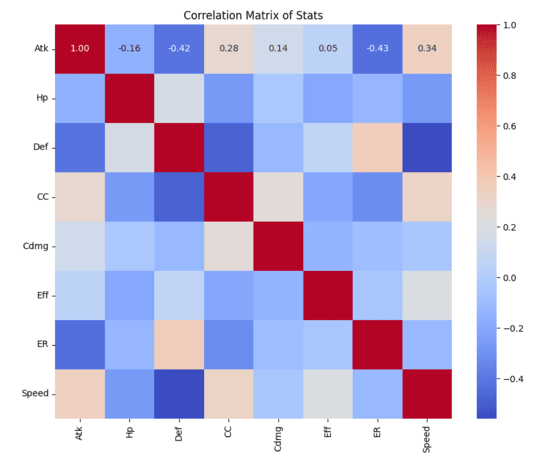 Correlation Matrix of Stats
Atk 1.00 -0.16 -0.42 0.28 0.14 0.05 -0.43 0.34
Hp
Def
CC
Cdmg
Eff
ER
Speed
Atk Hp Def CC Cdmg Eff ER Speed
1.0
0.8
0.6
0.4
0.2
0.0
−0.2
−0.4